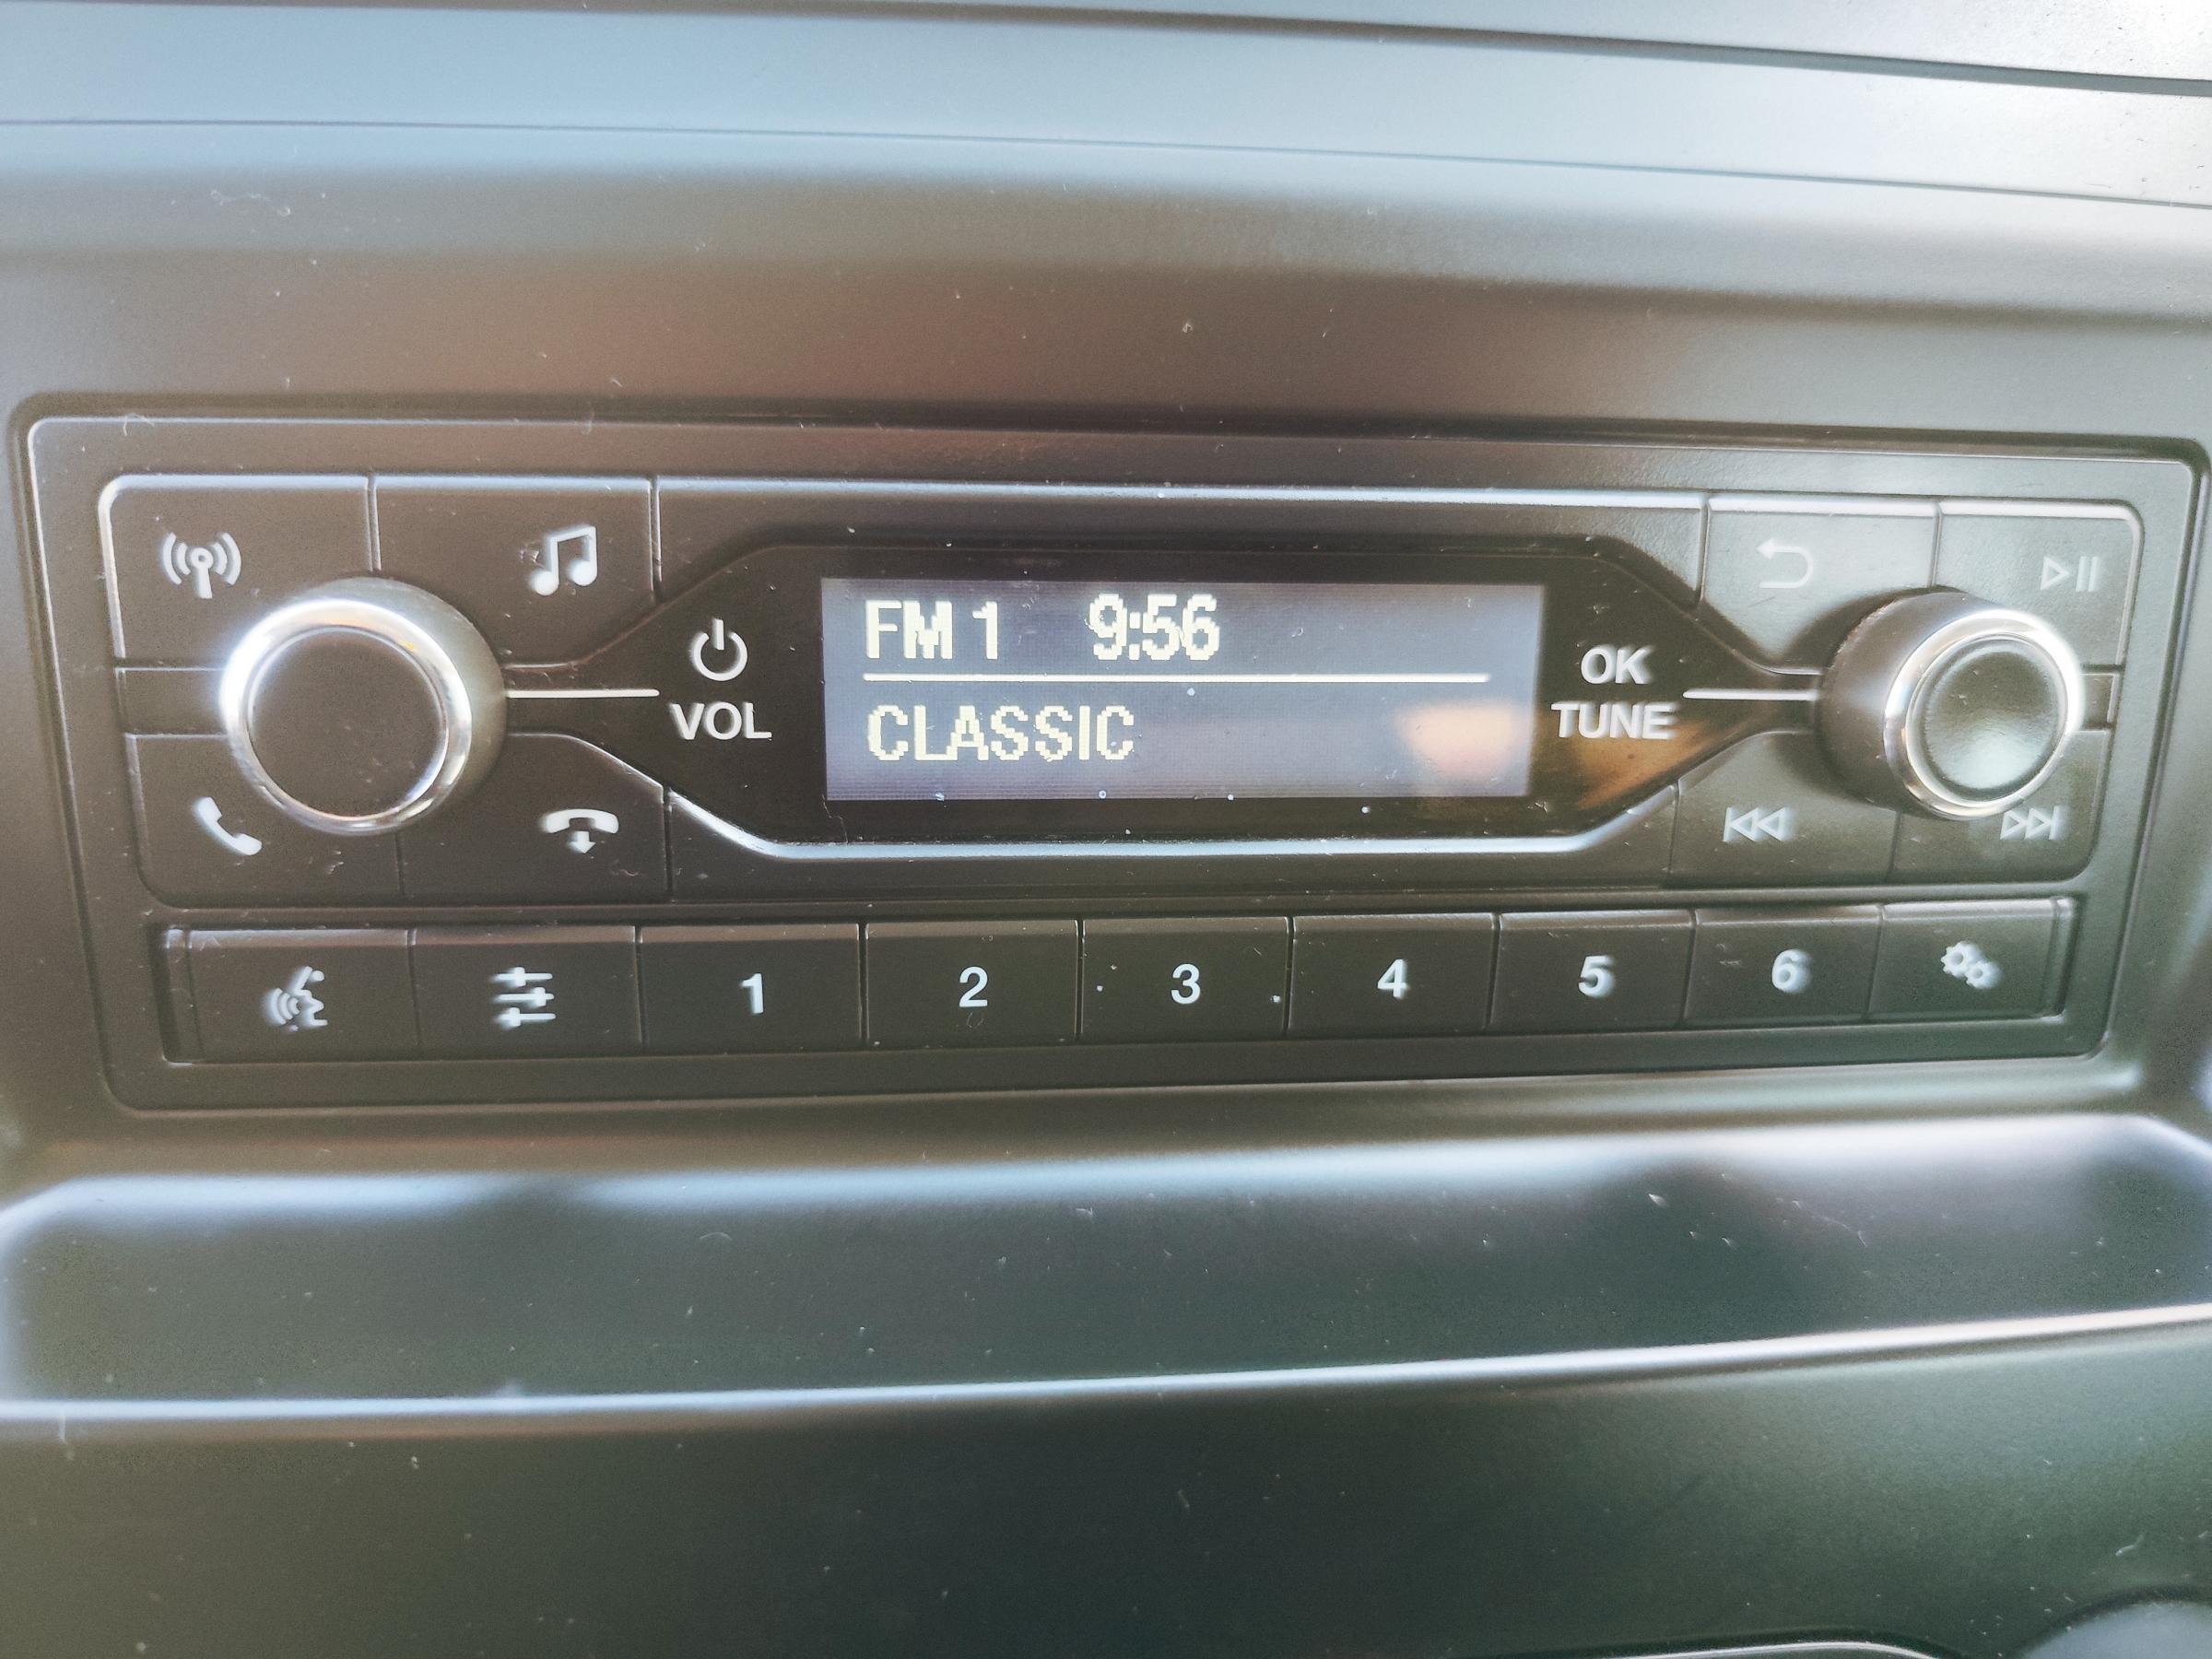 FM 1 9:56
CLASSIC
VOL
OK
TUNE
1 2 3 4 5 6